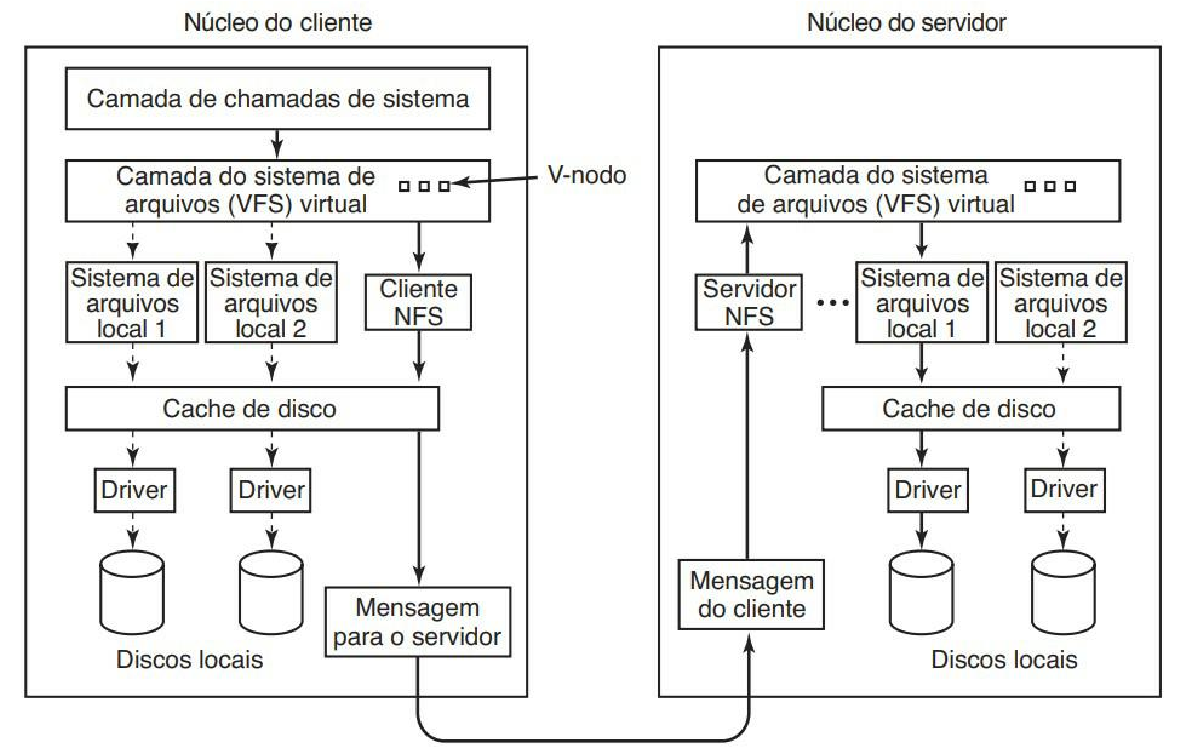 Núcleo do cliente
Camada de chamadas de sistema
Camada do sistema de
arquivos (VFS) virtual
V-nodo
Sistema de
arquivos
local 1
Sistema de
arquivos
local 2
Cliente
NFS
Cache de disco
Driver
Driver
Discos locais
Mensagem
para o servidor
Núcleo do servidor
Camada do sistema
de arquivos (VFS) virtual
Servidor
NFS
Sistema de
arquivos
local 1
Sistema de
arquivos
local 2
Cache de disco
Driver
Driver
Mensagem
do cliente
Discos locais